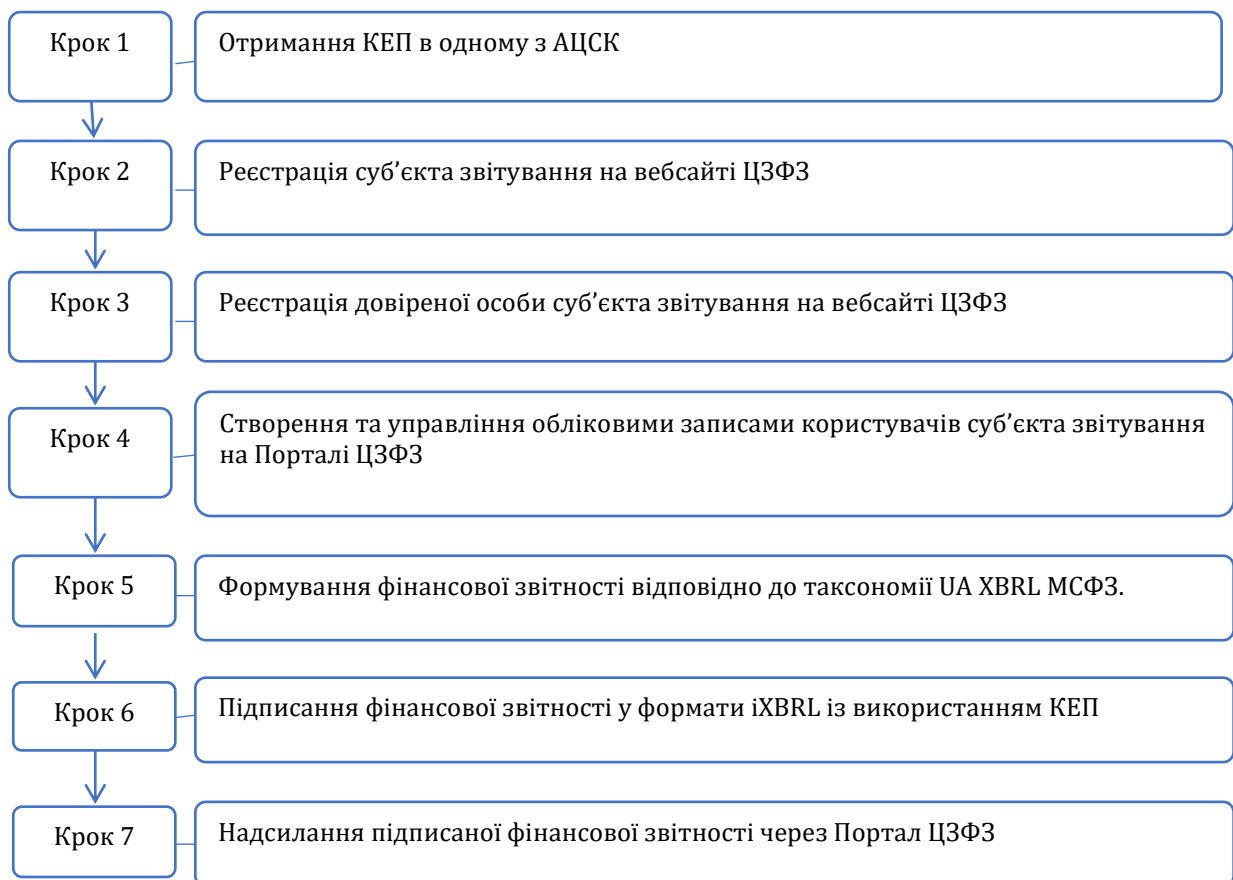 Крок 1
Отримання КЕП в одному з АЦСК
Крок 2
Реєстрація суб’єкта звітування на вебсайті ЦЗФЗ
Крок 3
Реєстрація довіреної особи суб’єкта звітування на вебсайті ЦЗФЗ
Крок 4
Створення та управління обліковими записами користувачів суб’єкта звітування
на Порталі ЦЗФЗ
Крок 5
Формування фінансової звітності відповідно до таксономії UA XBRL МСФЗ.
Крок 6
Підписання фінансової звітності у формати iXBRL із використанням КЕП
Крок 7
Надсилання підписаної фінансової звітності через Портал ЦЗФЗ